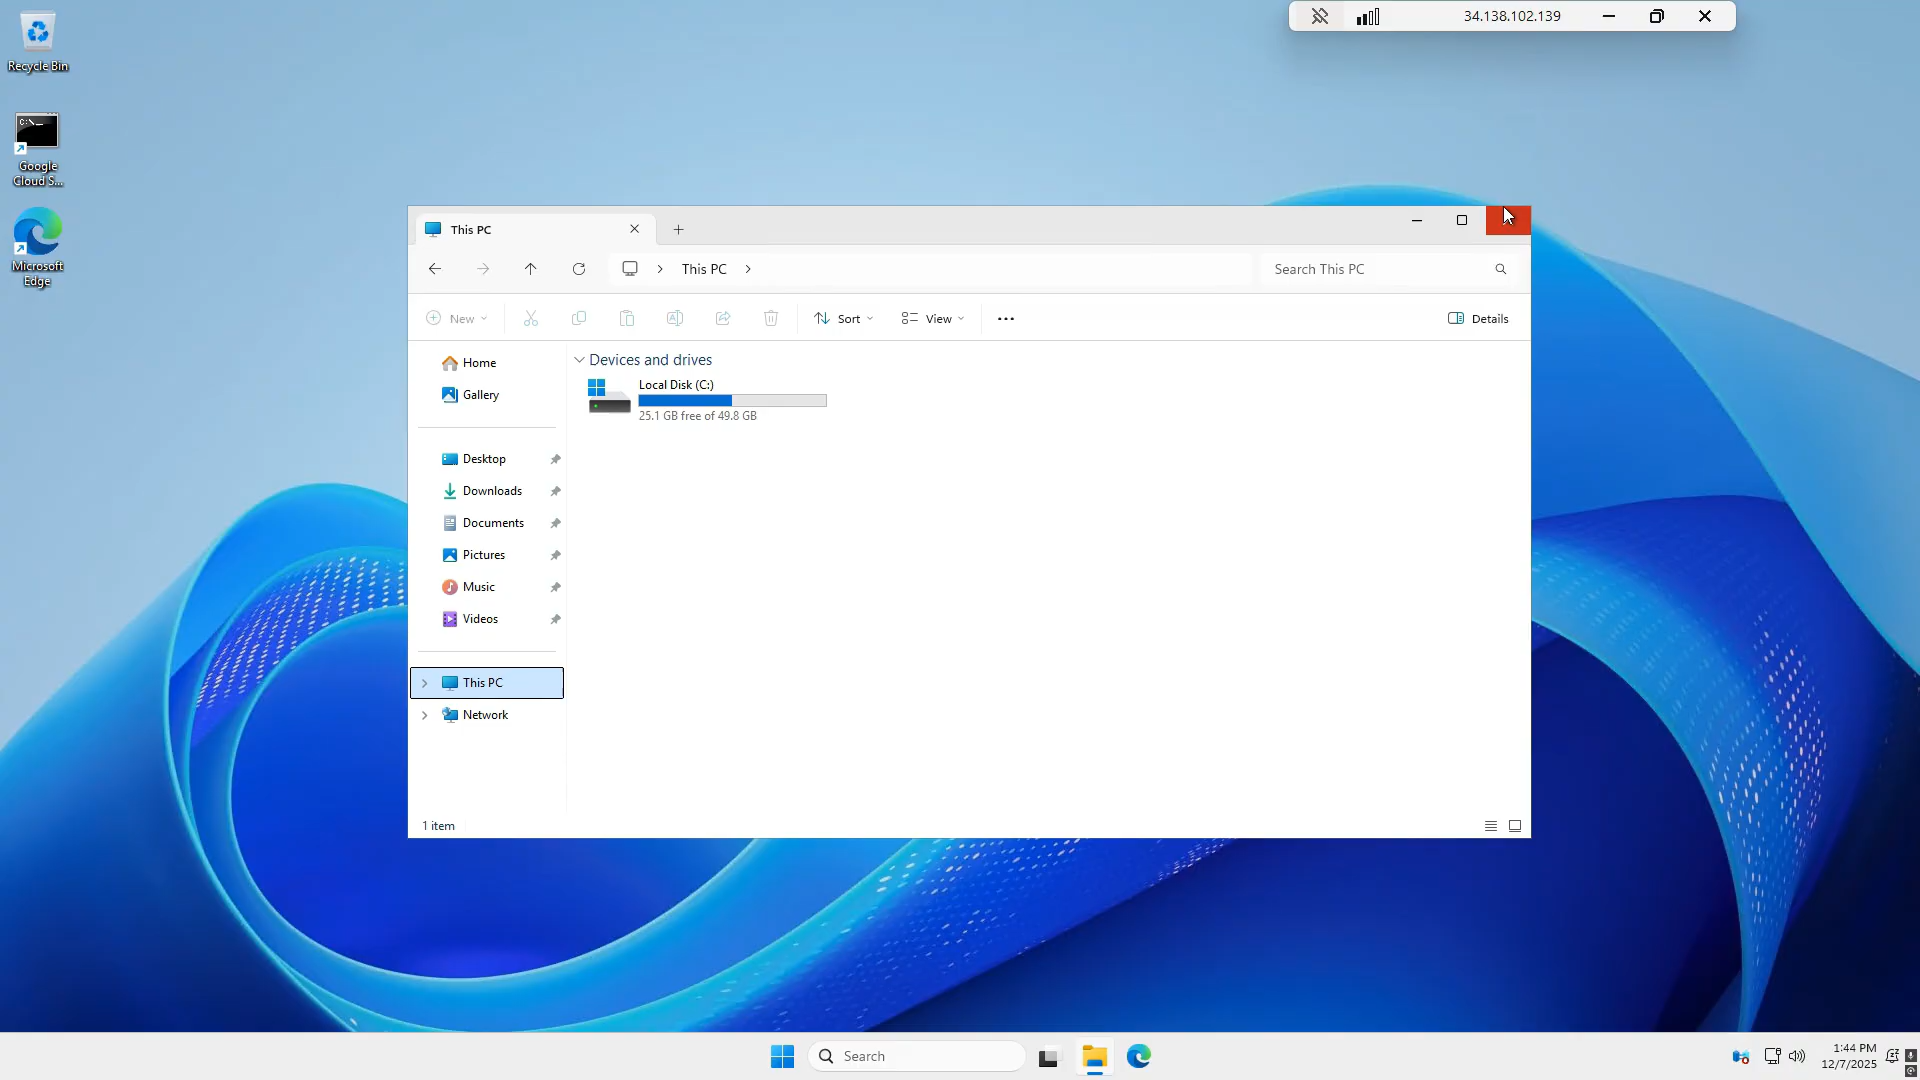 34.138.102.139
Recycle Bin
Google
Cloud S...
Microsoft
Edge
This PC
This PC
Search This PC
New
Sort
View
Details
Home
Gallery
Desktop
Downloads
Documents
Pictures
Music
Videos
This PC
Network
Devices and drives
Local Disk (C:)
25.1 GB free of 49.8 GB
1 item
Search
1:44 PM
12/7/2025